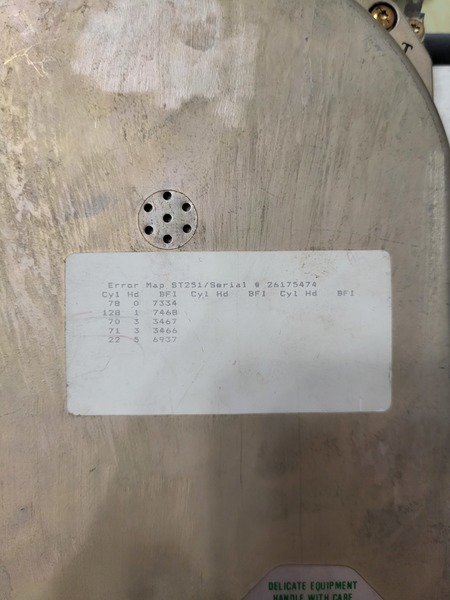 Error Map ST251/Serial # 26175474
Cyl Hd BFI Cyl Hd BFI Cyl Hd BFI
78 0 7334
128 1 7468
70 3 3467
71 3 3466
22 5 6937
T
DELICATE EQUIPMENT
HANDLE WITH CARE